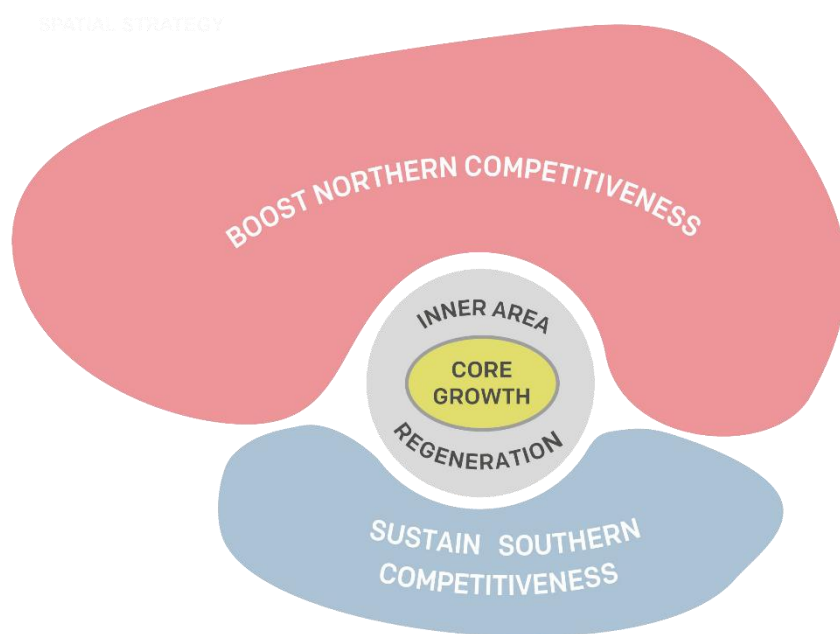 SPATIAL STRATEGY
BOOST NORTHERN COMPETITIVENESS
INNER AREA
CORE
GROWTH
REGENERATION
SUSTAIN SOUTHERN
COMPETITIVENESS